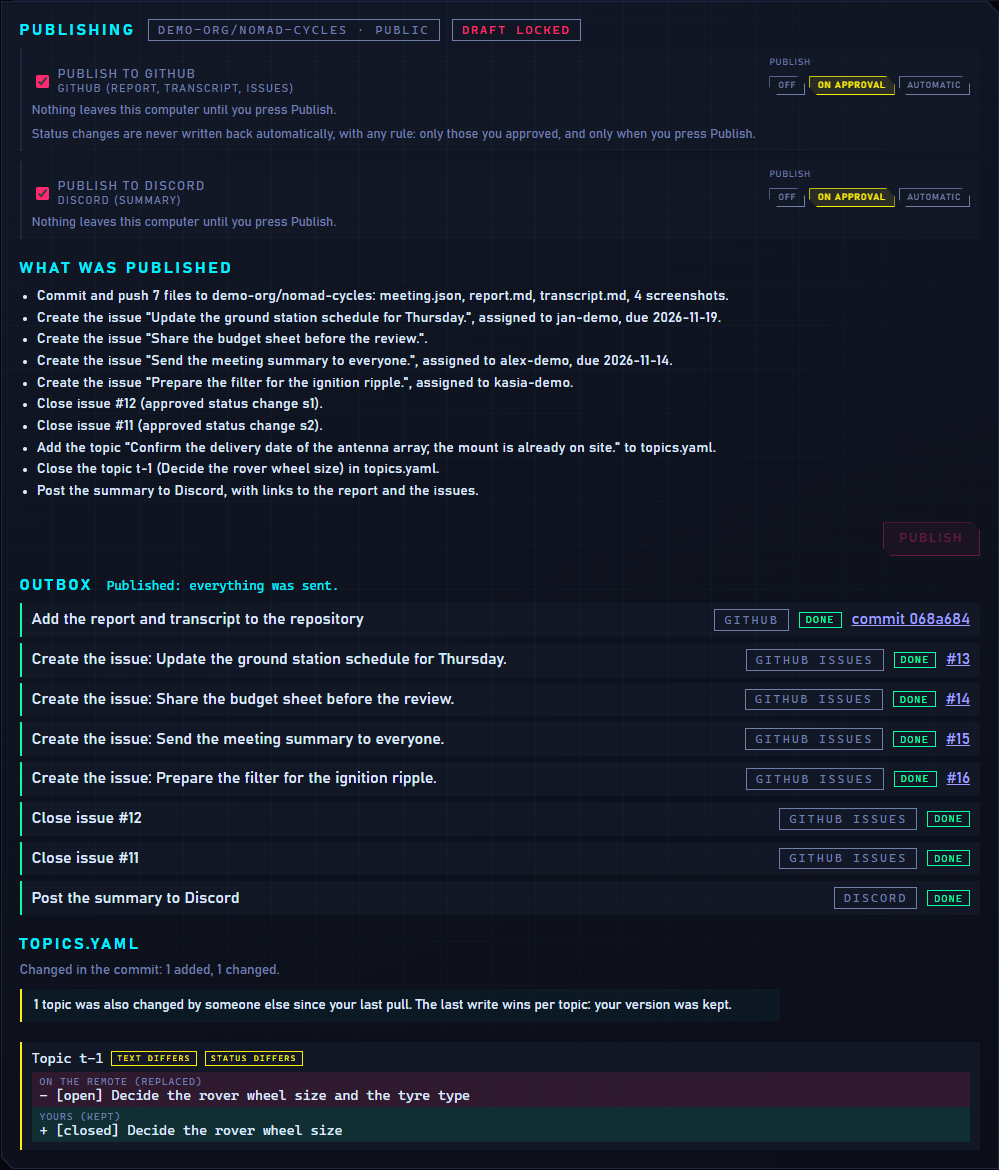 PUBLISHING DEMO-ORG/NOMAD-CYCLES · PUBLIC DRAFT LOCKED
PUBLISH TO GITHUB
GITHUB (REPORT, TRANSCRIPT, ISSUES)
PUBLISH
OFF ON APPROVAL AUTOMATIC
Nothing leaves this computer until you press Publish.
Status changes are never written back automatically, with any rule: only those you approved, and only when you press Publish.
PUBLISH TO DISCORD
DISCORD (SUMMARY)
PUBLISH
OFF ON APPROVAL AUTOMATIC
Nothing leaves this computer until you press Publish.
WHAT WAS PUBLISHED
• Commit and push 7 files to demo-org/nomad-cycles: meeting.json, report.md, transcript.md, 4 screenshots.
• Create the issue "Update the ground station schedule for Thursday.", assigned to jan-demo, due 2026-11-19.
• Create the issue "Share the budget sheet before the review.".
• Create the issue "Send the meeting summary to everyone.", assigned to alex-demo, due 2026-11-14.
• Create the issue "Prepare the filter for the ignition ripple.", assigned to kasia-demo.
• Close issue #12 (approved status change s1).
• Close issue #11 (approved status change s2).
• Add the topic "Confirm the delivery date of the antenna array; the mount is already on site." to topics.yaml.
• Close the topic t-1 (Decide the rover wheel size) in topics.yaml.
• Post the summary to Discord, with links to the report and the issues.
PUBLISH
OUTBOX Published: everything was sent.
Add the report and transcript to the repository GITHUB DONE commit 068a684
Create the issue: Update the ground station schedule for Thursday. GITHUB ISSUES DONE #13
Create the issue: Share the budget sheet before the review. GITHUB ISSUES DONE #14
Create the issue: Send the meeting summary to everyone. GITHUB ISSUES DONE #15
Create the issue: Prepare the filter for the ignition ripple. GITHUB ISSUES DONE #16
Close issue #12 GITHUB ISSUES DONE
Close issue #11 GITHUB ISSUES DONE
Post the summary to Discord DISCORD DONE
TOPICS.YAML
Changed in the commit: 1 added, 1 changed.
1 topic was also changed by someone else since your last pull. The last write wins per topic: your version was kept.
Topic t-1 TEXT DIFFERS STATUS DIFFERS
ON THE REMOTE (REPLACED)
- [open] Decide the rover wheel size and the tyre type
YOURS (KEPT)
+ [closed] Decide the rover wheel size